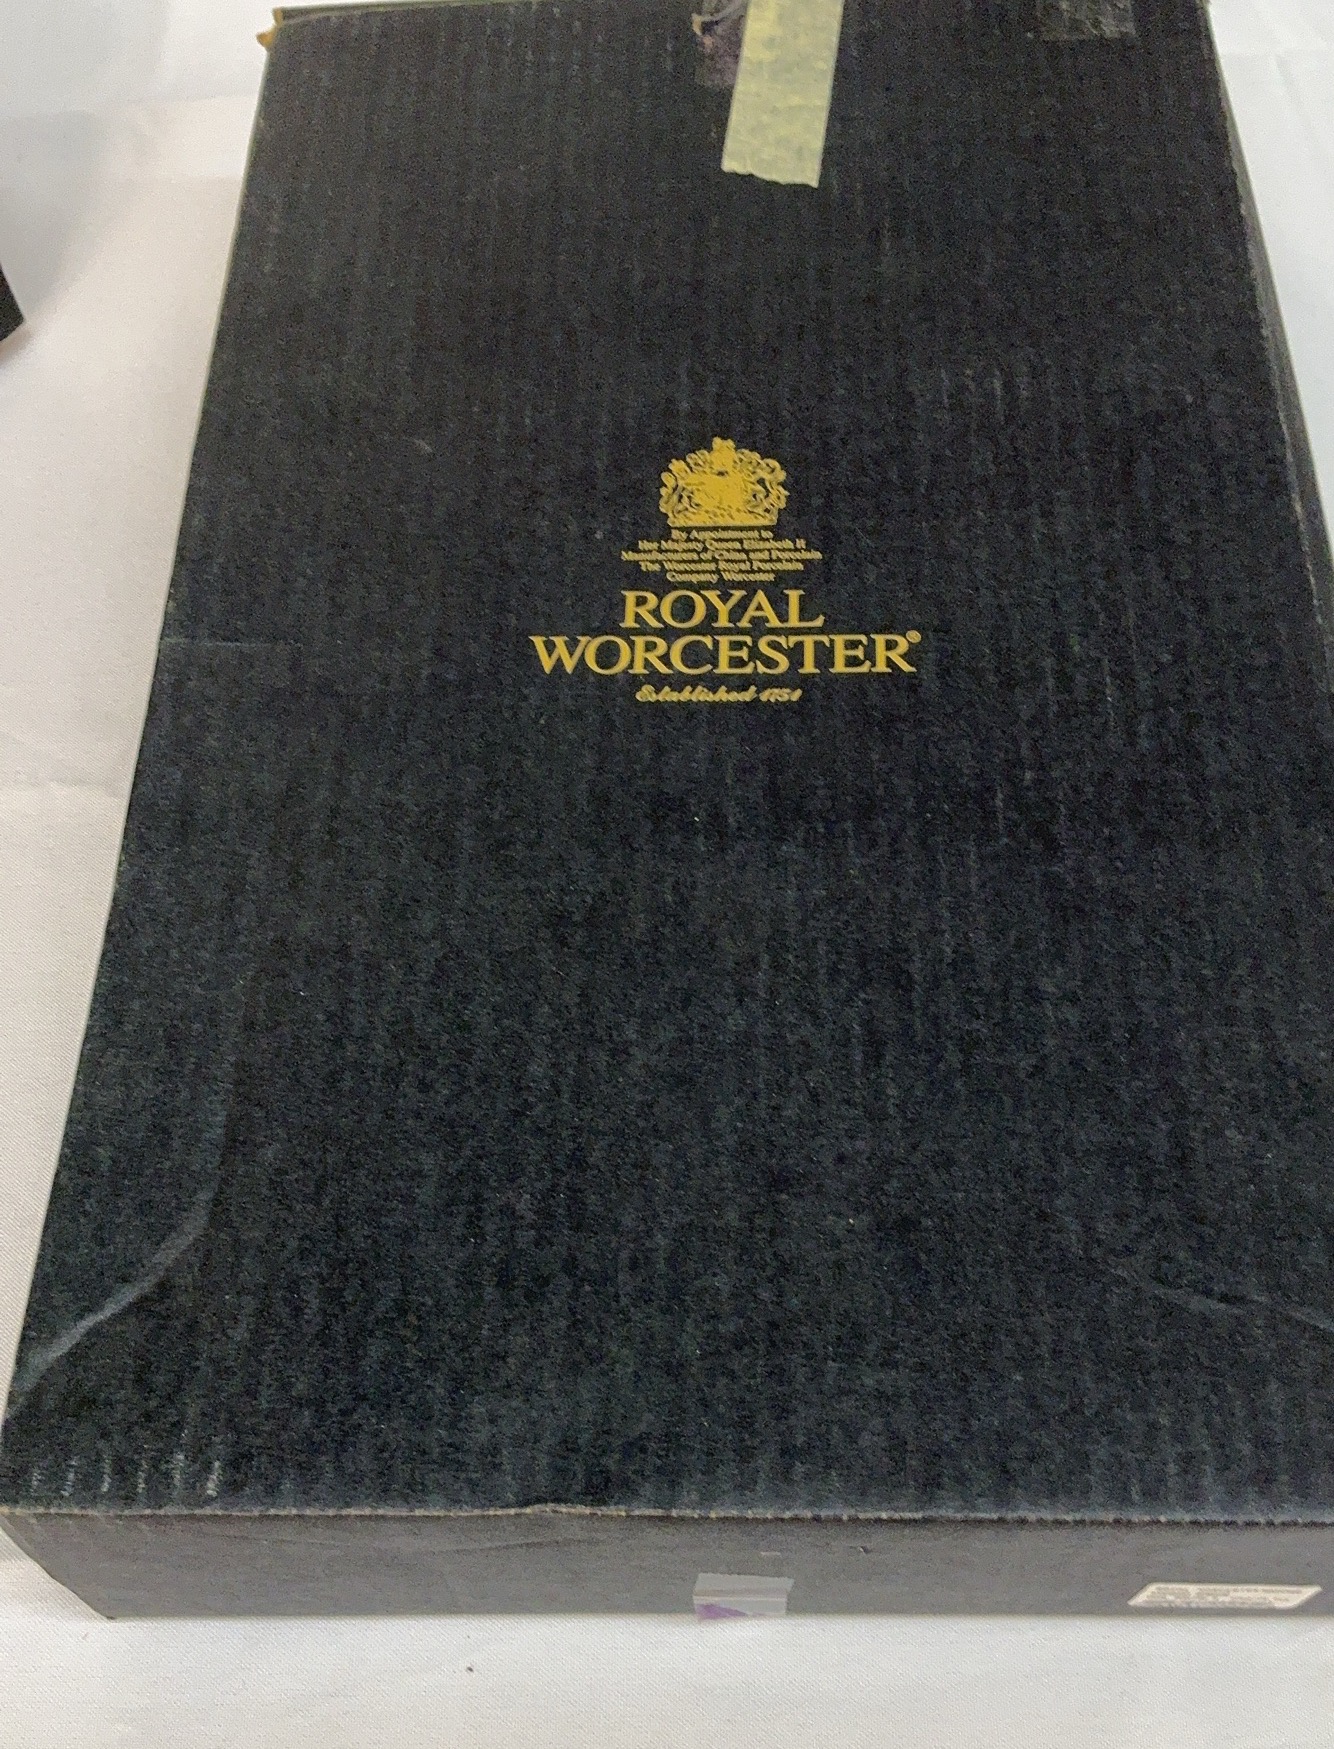 By Appointment to
Her Majesty Queen Elizabeth II
Manufacturers of China and Porcelain
The Worcester Royal Porcelain
Company Worcester
ROYAL
WORCESTER®
Established 1751